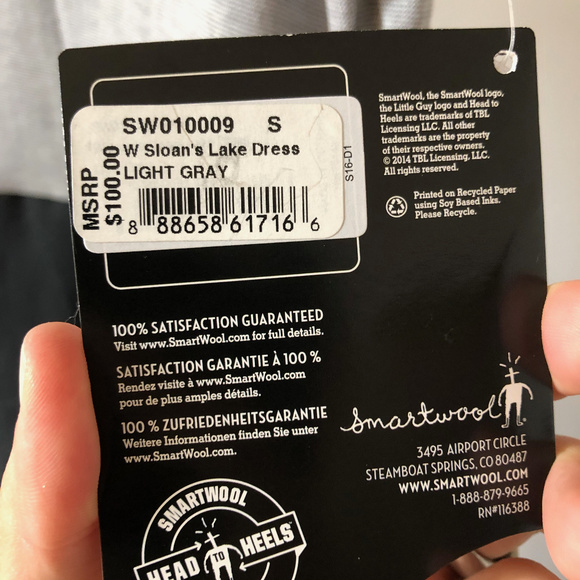 SW010009 S
W Sloan's Lake Dress
LIGHT GRAY
MSRP
$100.00
8 88658 61716 6
S16-D1
SmartWool, the SmartWool logo,
the Little Guy logo and Head to
Heels are trademarks of TBL
Licensing LLC. All other
trademarks are the property
of their respective owners.
© 2014 TBL Licensing, LLC.
All rights reserved.
Printed on Recycled Paper
using Soy Based Inks.
Please Recycle.
100% SATISFACTION GUARANTEED
Visit www.SmartWool.com for full details.
SATISFACTION GARANTIE À 100 %
Rendez visite à www.SmartWool.com
pour de plus amples détails.
100 % ZUFRIEDENHEITSGARANTIE
Weitere Informationen finden Sie unter
www.SmartWool.com.
smartwool
3495 AIRPORT CIRCLE
STEAMBOAT SPRINGS, CO 80487
WWW.SMARTWOOL.COM
1-888-879-9665
RN#116388
SMARTWOOL
HEAD TO HEELS